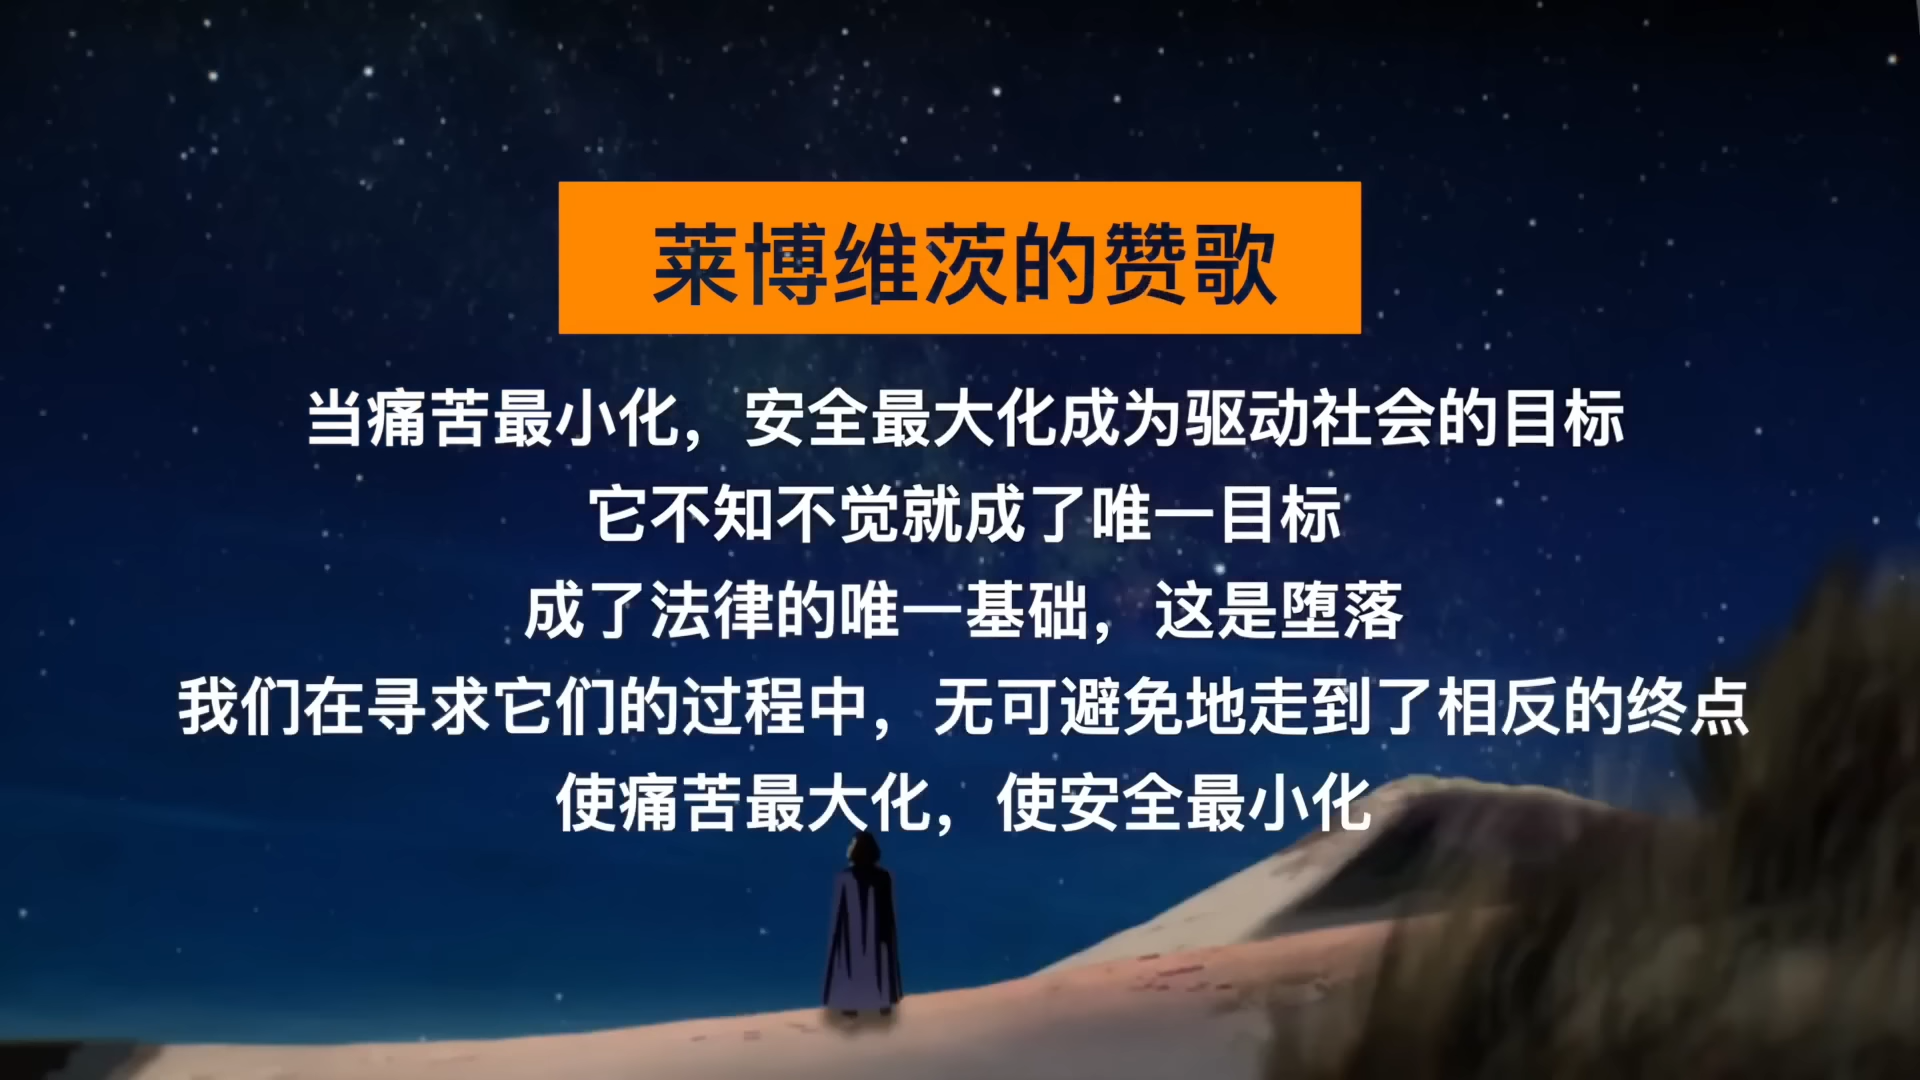 莱博维茨的赞歌
当痛苦最小化，安全最大化成为驱动社会的目标
它不知不觉就成了唯一目标
成了法律的唯一基础，这是堕落
我们在寻求它们的过程中，无可避免地走到了相反的终点
使痛苦最大化，使安全最小化